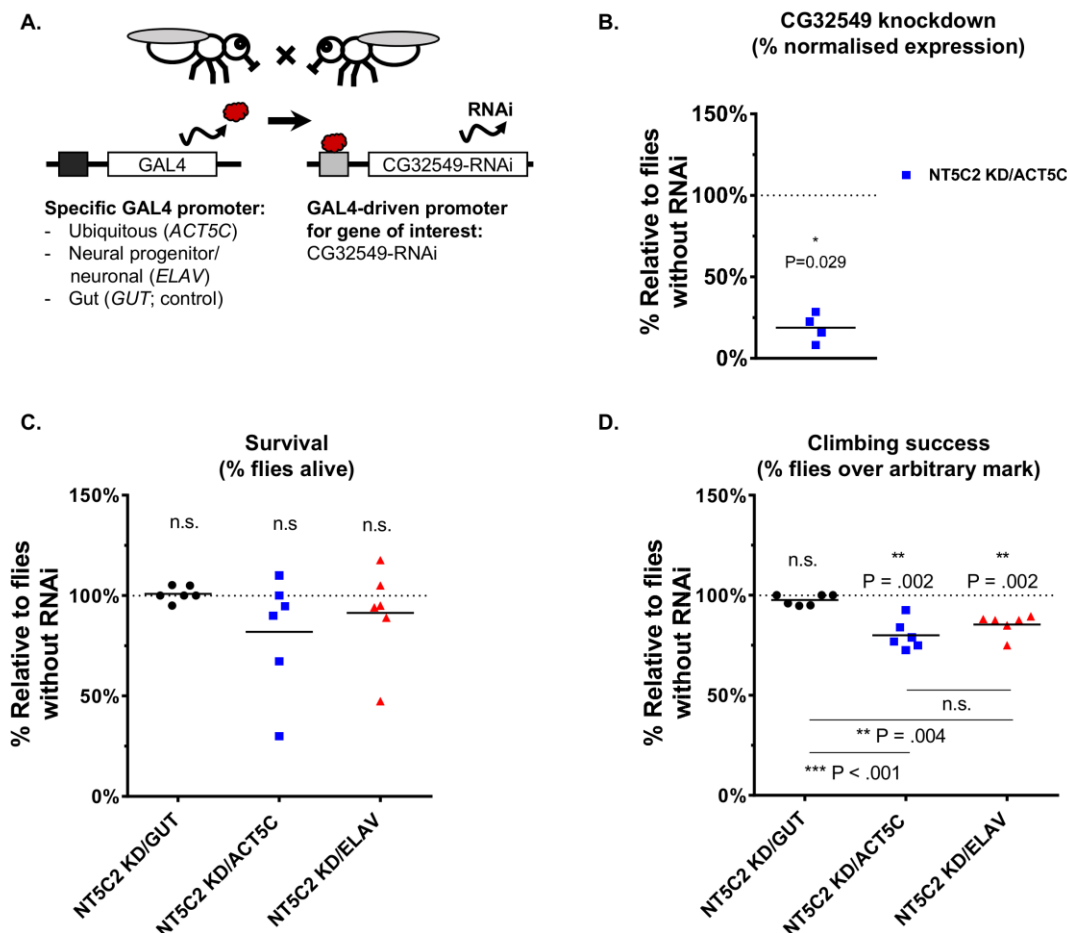 A.
RNAi
GAL4
CG32549-RNAi
Specific GAL4 promoter:
- Ubiquitous (ACT5C)
- Neural progenitor/
neuronal (ELAV)
- Gut (GUT; control)
GAL4-driven promoter
for gene of interest:
CG32549-RNAi
B.
CG32549 knockdown
(% normalised expression)
% Relative to flies
without RNAi
150%
100%
50%
0%
*
P=0.029
NT5C2 KD/ACT5C
C.
Survival
(% flies alive)
% Relative to flies
without RNAi
150%
100%
50%
0%
n.s.
n.s
n.s.
NT5C2 KD/GUT
NT5C2 KD/ACT5C
NT5C2 KD/ELAV
D.
Climbing success
(% flies over arbitrary mark)
% Relative to flies
without RNAi
150%
100%
50%
0%
n.s.
**
P = .002
**
P = .002
n.s.
** P = .004
*** P < .001
NT5C2 KD/GUT
NT5C2 KD/ACT5C
NT5C2 KD/ELAV